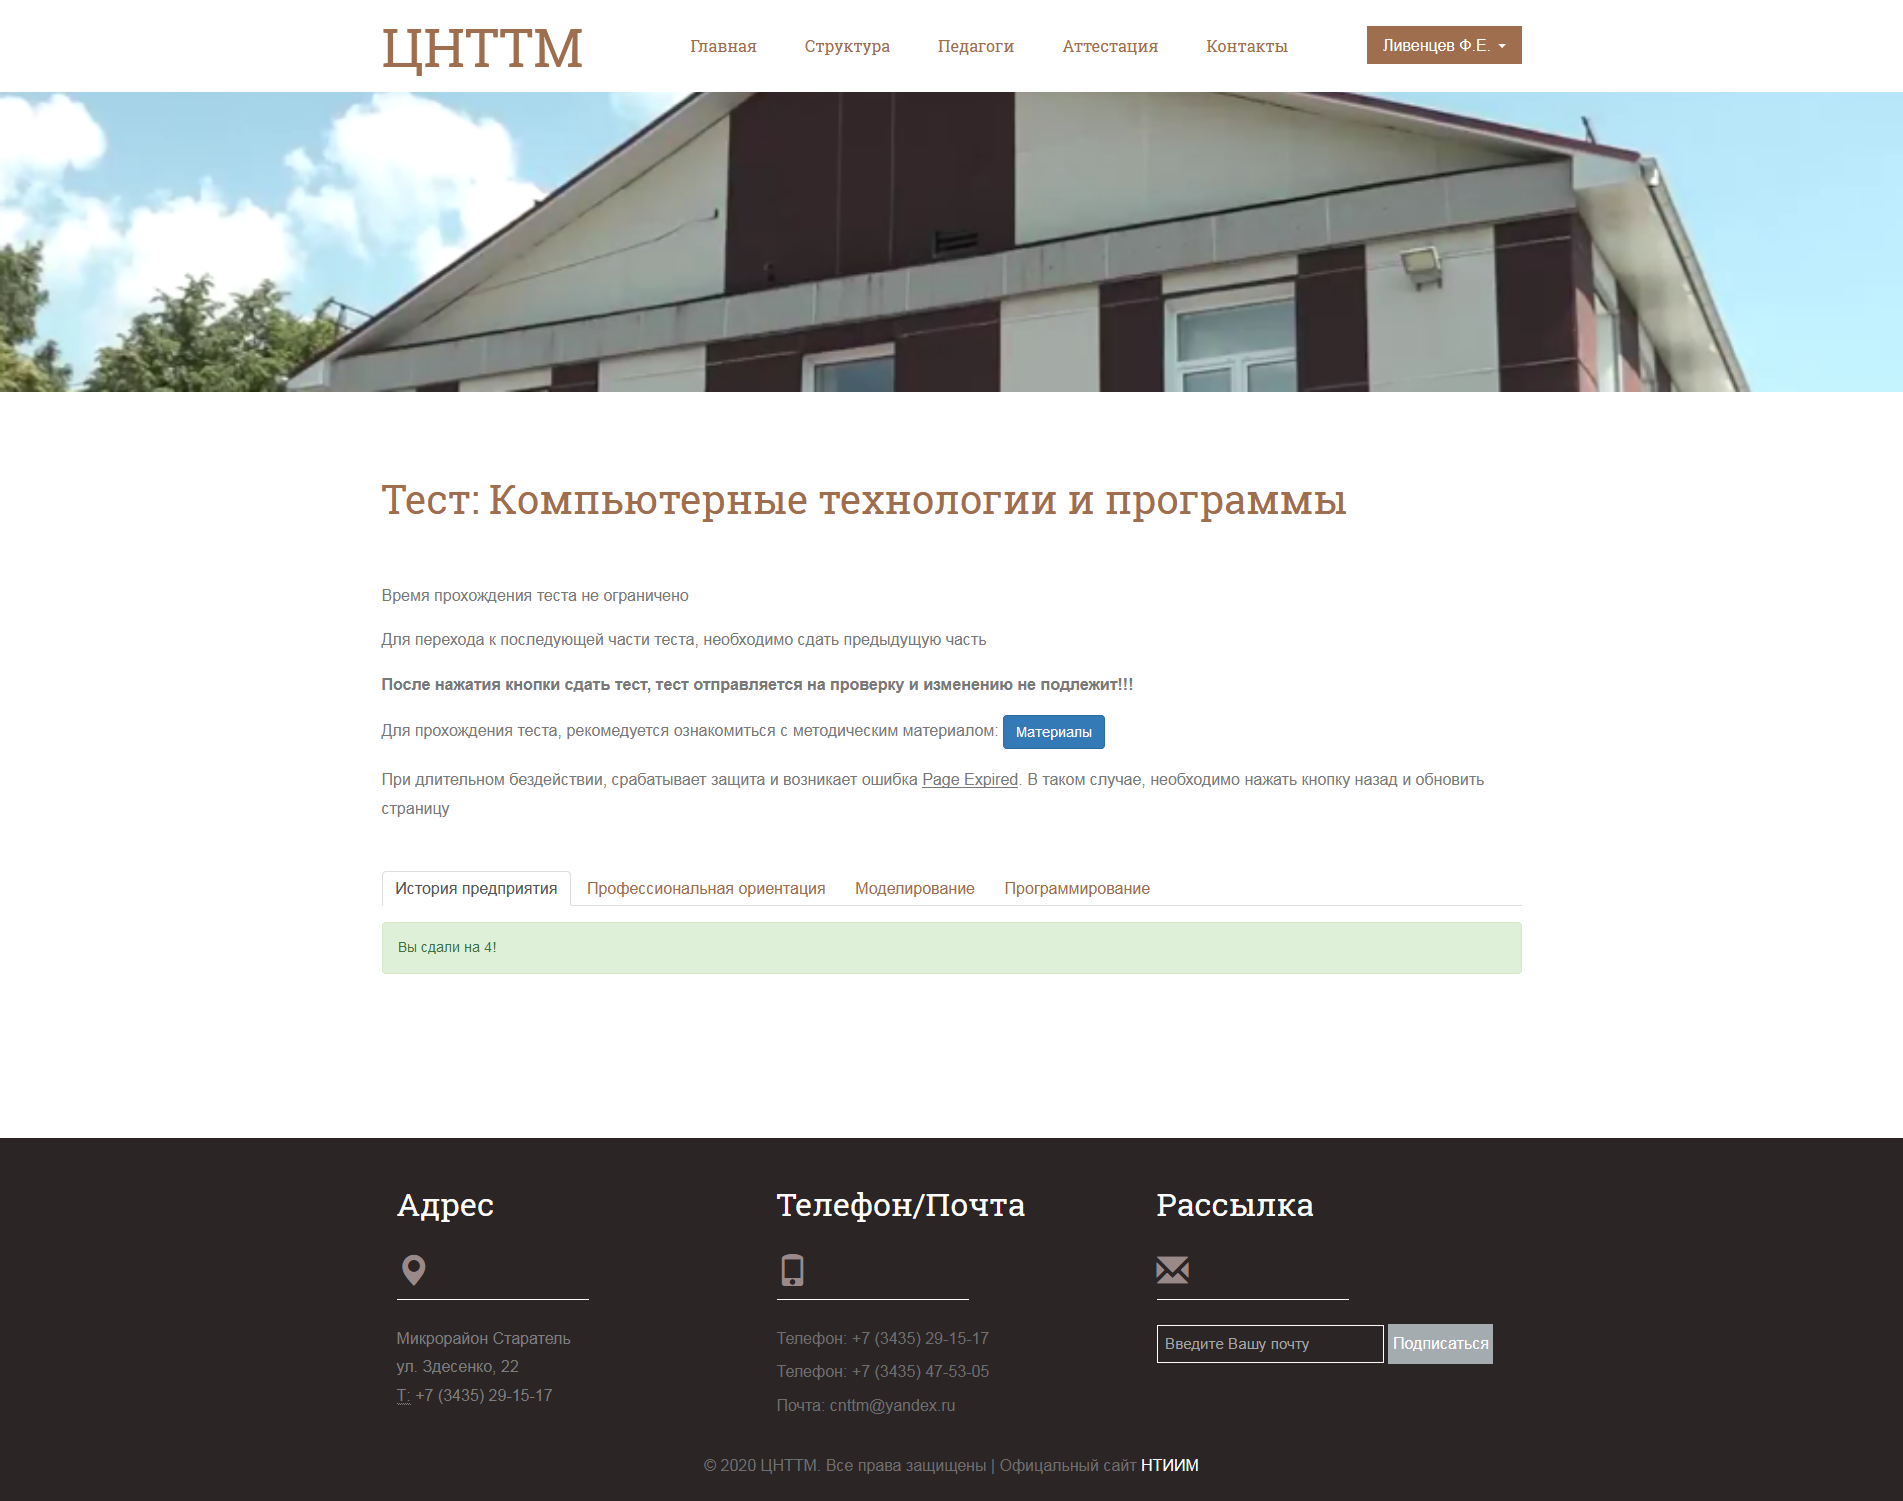 ЦНТТМ
Главная Структура Педагоги Аттестация Контакты
Ливенцев Ф.Е.
Тест: Компьютерные технологии и программы
Время прохождения теста не ограничено
Для перехода к последующей части теста, необходимо сдать предыдущую часть
После нажатия кнопки сдать тест, тест отправляется на проверку и изменению не подлежит!!!
Для прохождения теста, рекомедуется ознакомиться с методическим материалом: Материалы
При длительном бездействии, срабатывает защита и возникает ошибка Page Expired. В таком случае, необходимо нажать кнопку назад и обновить
страницу
История предприятия Профессиональная ориентация Моделирование Программирование
Вы сдали на 4!
Адрес
Микрорайон Старатель
ул. Здесенко, 22
Т: +7 (3435) 29-15-17
Телефон/Почта
Телефон: +7 (3435) 29-15-17
Телефон: +7 (3435) 47-53-05
Почта: cnttm@yandex.ru
Рассылка
Введите Вашу почту Подписаться
© 2020 ЦНТТМ. Все права защищены | Офицальный сайт НТИИМ